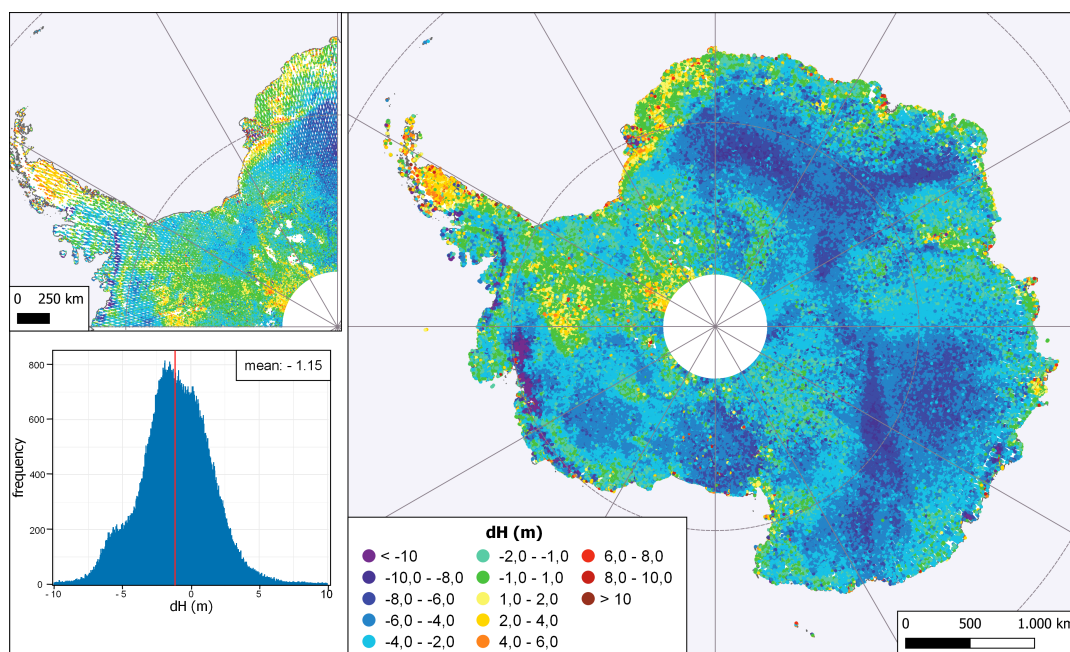 0 250 km
mean: - 1.15
800
600
400
200
0
frequency
-10 -5 0 5 10
dH (m)
dH (m)
< -10
-10,0 - -8,0
-8,0 - -6,0
-6,0 - -4,0
-4,0 - -2,0
-2,0 - -1,0
-1,0 - 1,0
1,0 - 2,0
2,0 - 4,0
4,0 - 6,0
6,0 - 8,0
8,0 - 10,0
> 10
0 500 1.000 km